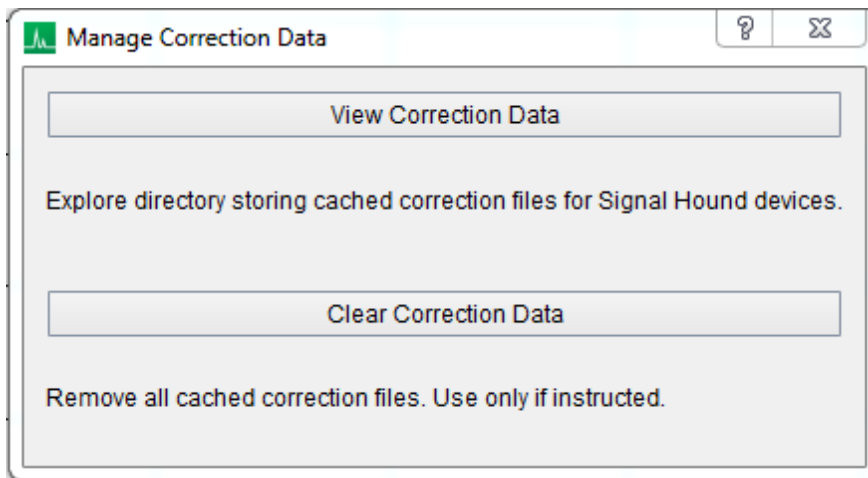 Manage Correction Data
View Correction Data
Explore directory storing cached correction files for Signal Hound devices.
Clear Correction Data
Remove all cached correction files. Use only if instructed.